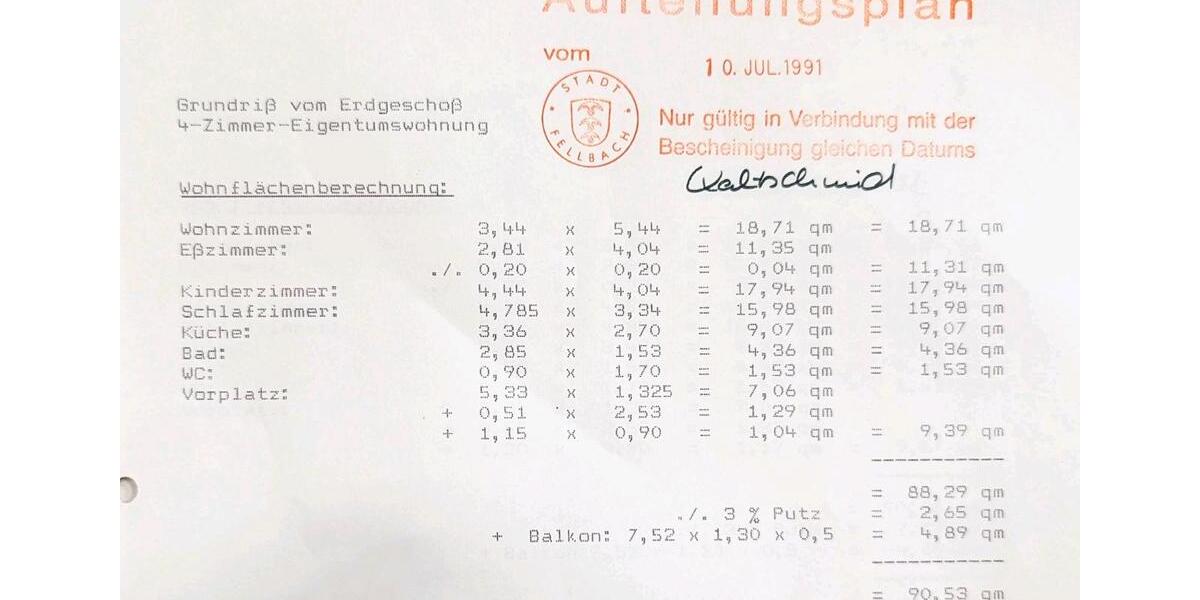 Aufteilungsplan
vom
10. JUL. 1991
STADT FELLBACH
Nur gültig in Verbindung mit der
Bescheinigung gleichen Datums
Grundriß vom Erdgeschoß
4-Zimmer-Eigentumswohnung
Wohnflächenberechnung:
Wohnzimmer: 3,44 x 5,44 = 18,71 qm = 18,71 qm
Eßzimmer: 2,81 x 4,04 = 11,35 qm
./. 0,20 x 0,20 = 0,04 qm = 11,31 qm
Kinderzimmer: 4,44 x 4,04 = 17,94 qm = 17,94 qm
Schlafzimmer: 4,785 x 3,34 = 15,98 qm = 15,98 qm
Küche: 3,36 x 2,70 = 9,07 qm = 9,07 qm
Bad: 2,85 x 1,53 = 4,36 qm = 4,36 qm
WC: 0,90 x 1,70 = 1,53 qm = 1,53 qm
Vorplatz: 5,33 x 1,325 = 7,06 qm
+ 0,51 x 2,53 = 1,29 qm
+ 1,15 x 0,90 = 1,04 qm = 9,39 qm
= 88,29 qm
./. 3 % Putz = 2,65 qm
+ Balkon: 7,52 x 1,30 x 0,5 = 4,89 qm
= 90,53 qm